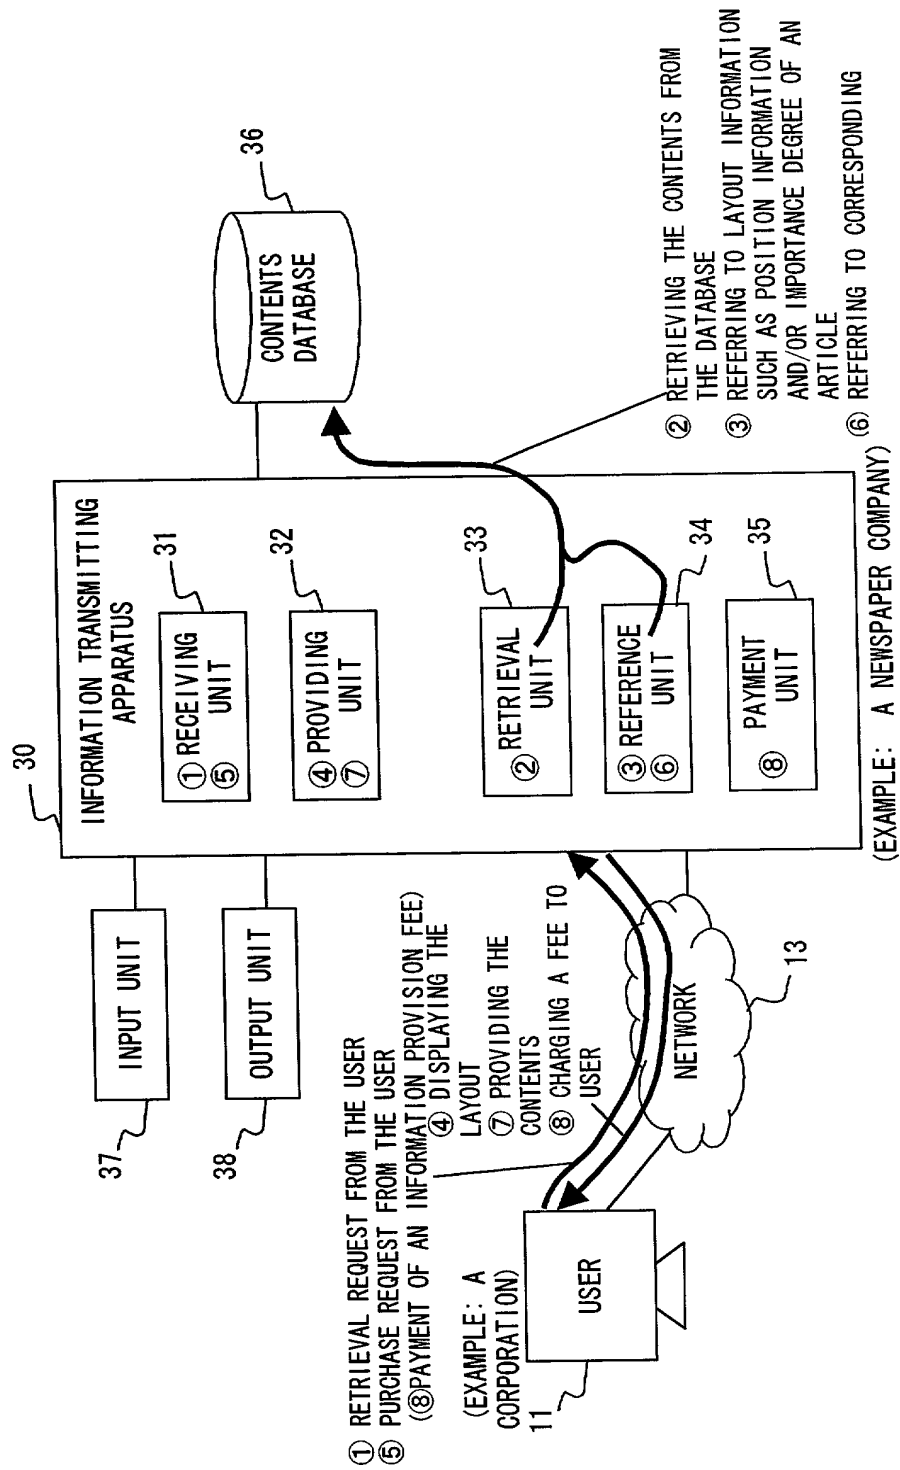 30
INFORMATION TRANSMITTING
APPARATUS
37
INPUT UNIT
38
OUTPUT UNIT
① RECEIVING
⑤ UNIT
31
④ PROVIDING
⑦ UNIT
32
② RETRIEVAL
UNIT
33
③ REFERENCE
⑥ UNIT
34
⑧ PAYMENT
UNIT
35
CONTENTS
DATABASE
36
(EXAMPLE: A NEWSPAPER COMPANY)
① RETRIEVAL REQUEST FROM THE USER
⑤ PURCHASE REQUEST FROM THE USER
(⑧PAYMENT OF AN INFORMATION PROVISION FEE)
④ DISPLAYING THE
LAYOUT
⑦ PROVIDING THE
CONTENTS
⑧ CHARGING A FEE TO
USER
(EXAMPLE: A
CORPORATION)
11
USER
NETWORK
13
② RETRIEVING THE CONTENTS FROM
THE DATABASE
③ REFERRING TO LAYOUT INFORMATION
SUCH AS POSITION INFORMATION
AND/OR IMPORTANCE DEGREE OF AN
ARTICLE
⑥ REFERRING TO CORRESPONDING